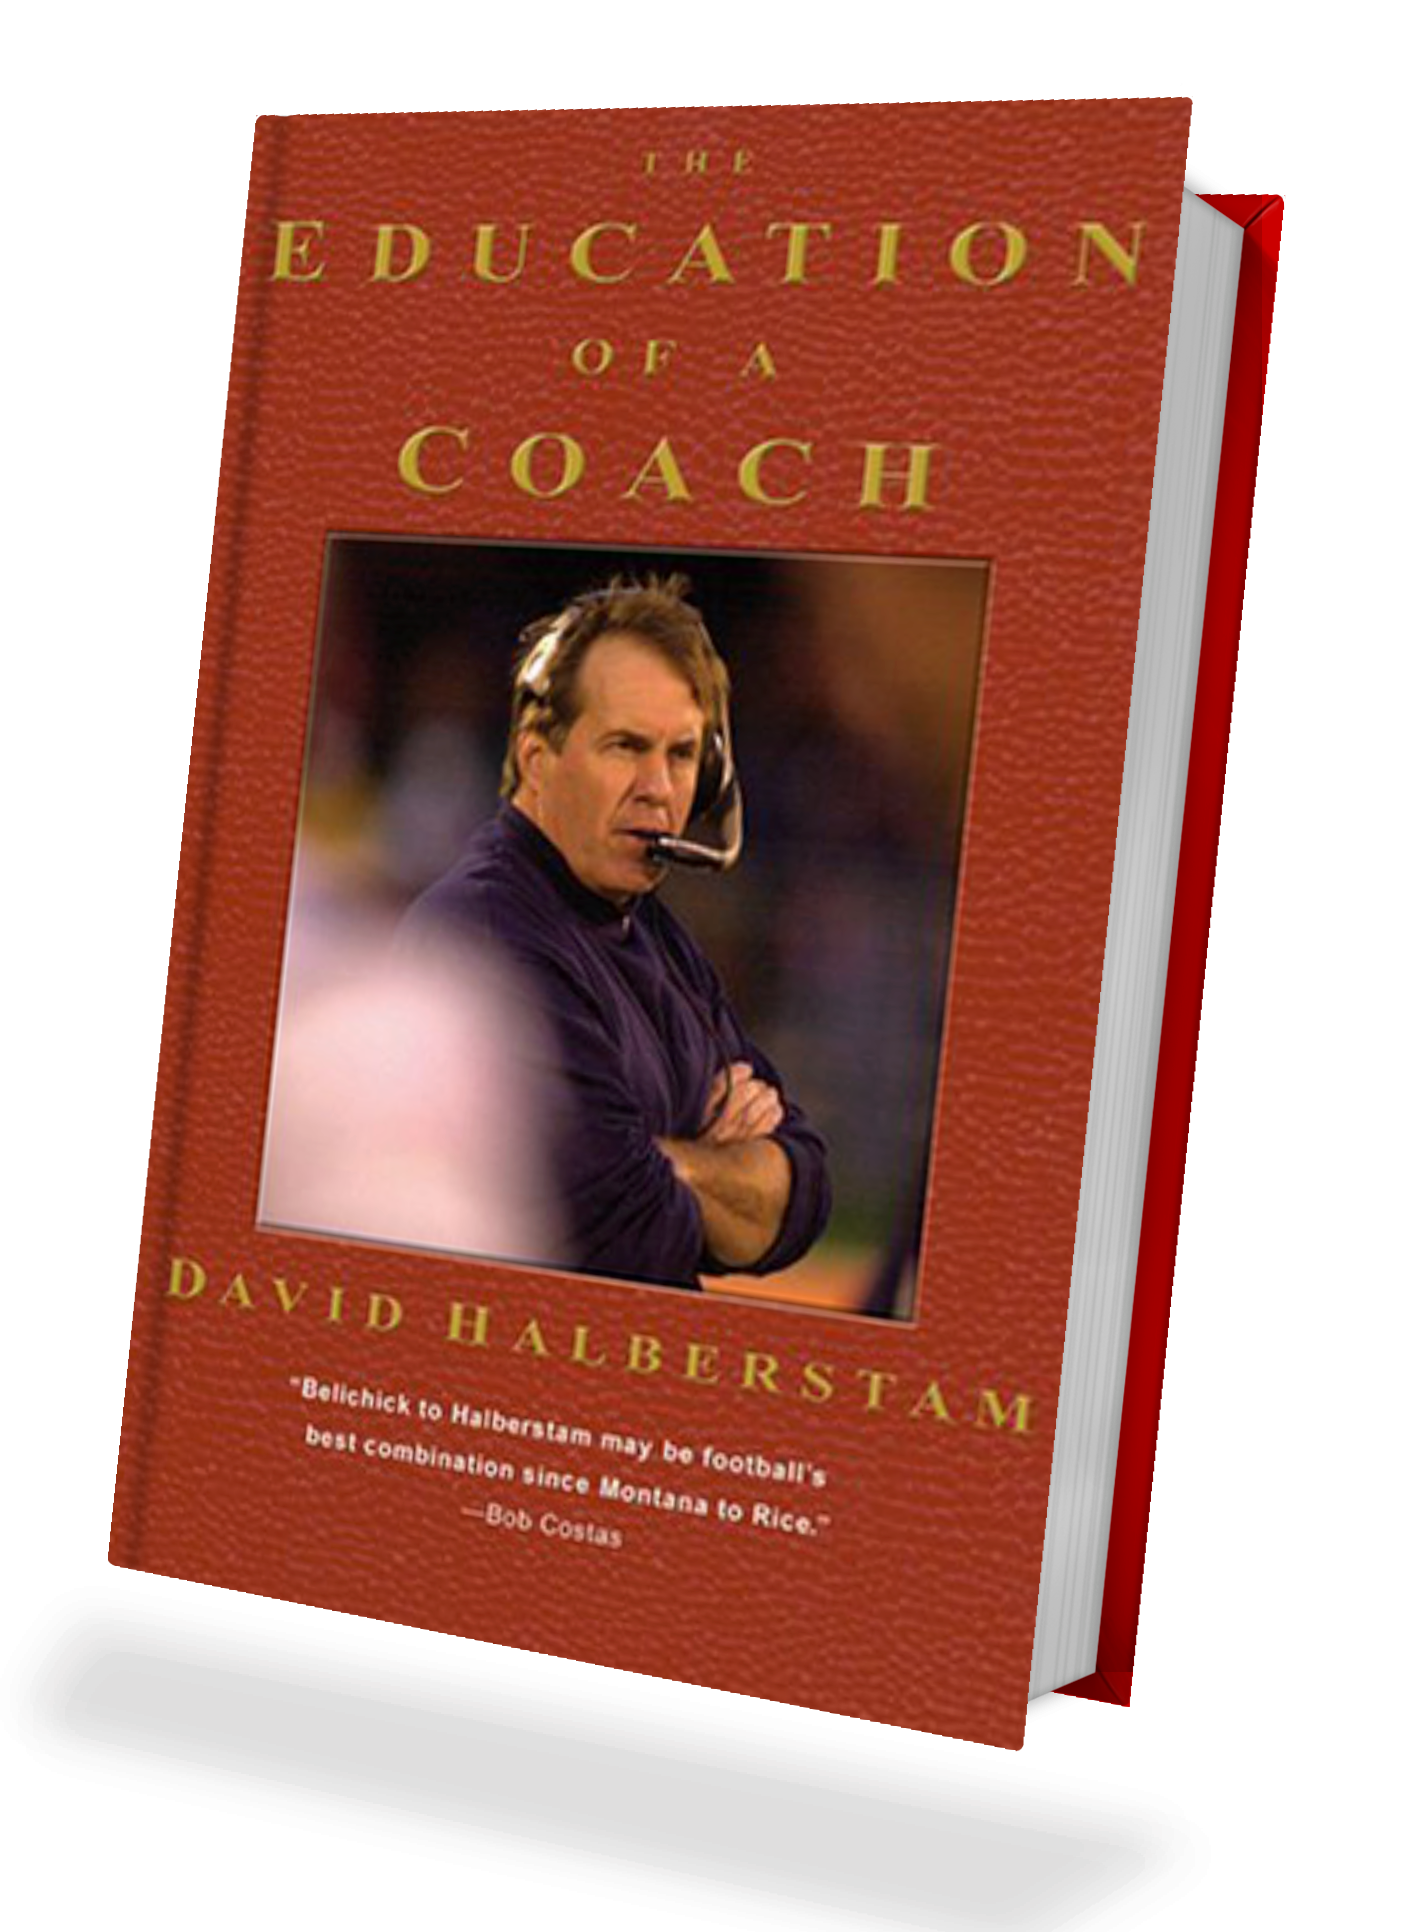 THE
EDUCATION
OF A
COACH
DAVID HALBERSTAM
"Belichick to Halberstam may be football's
best combination since Montana to Rice."
—Bob Costas